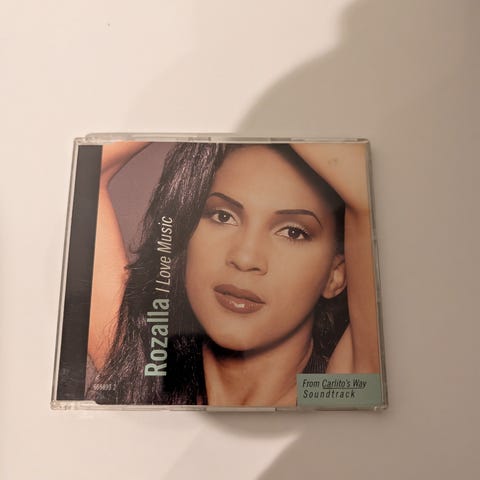 Rozalla I Love Music
From Carlito's Way
Soundtrack